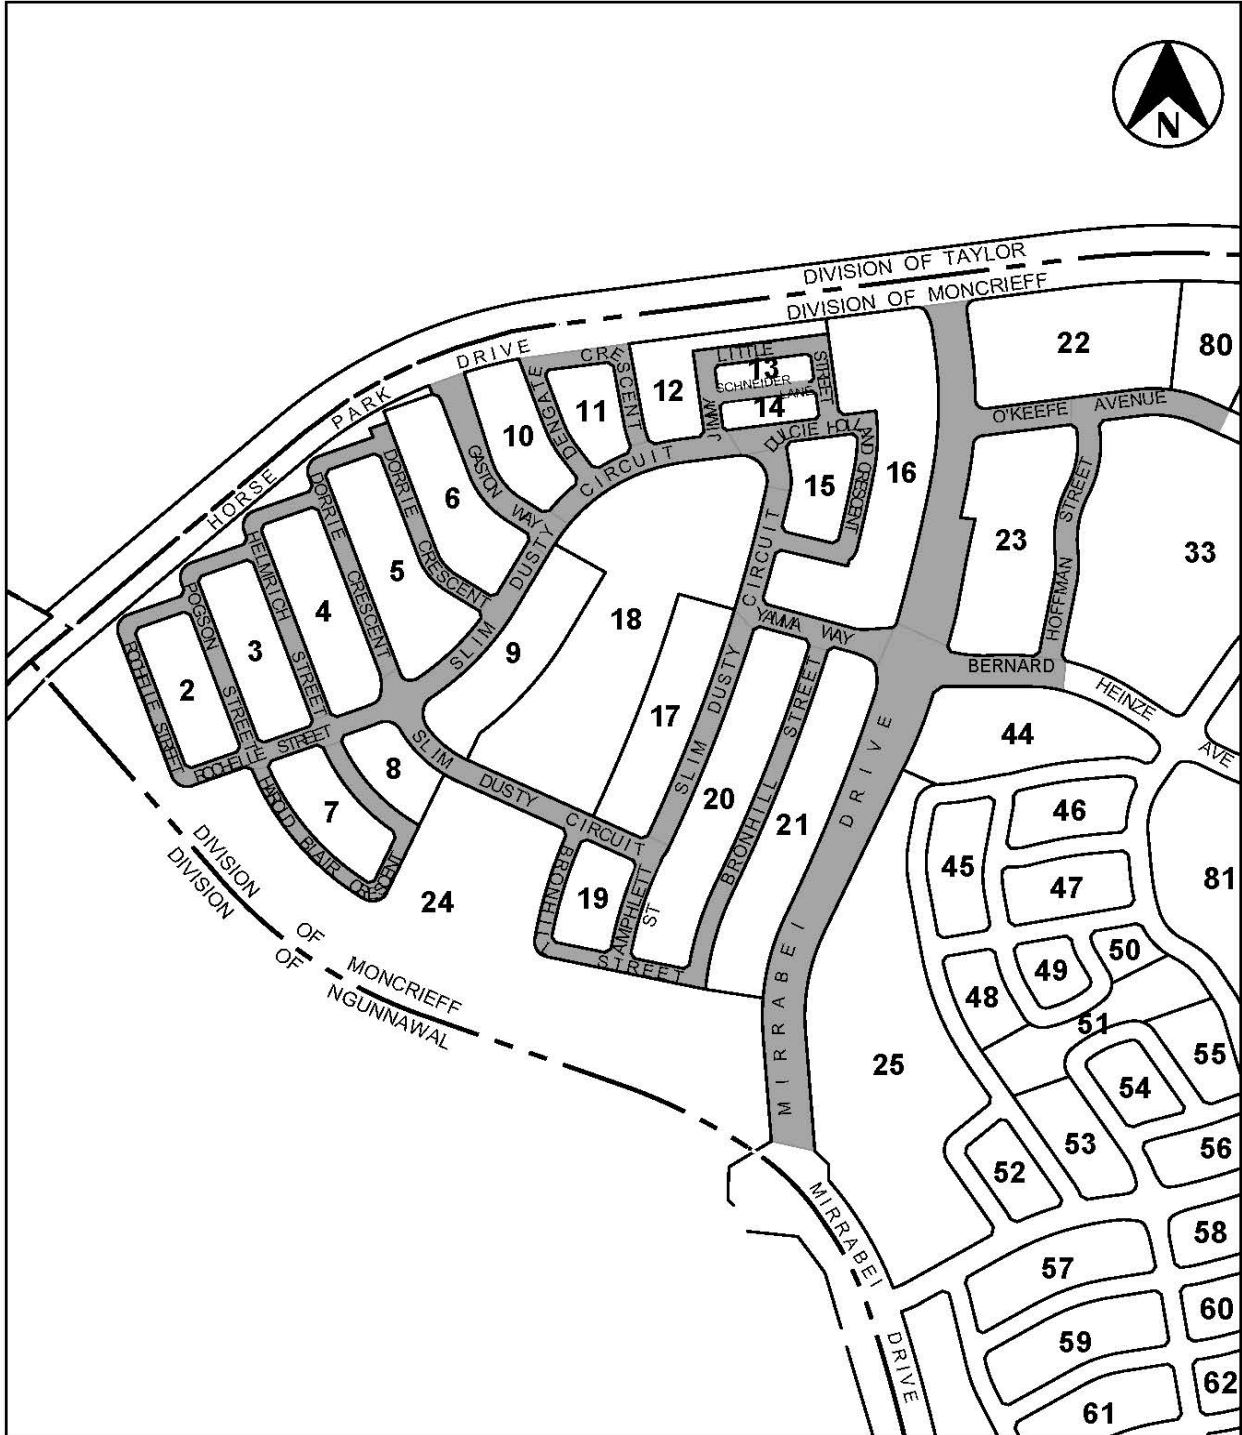 N
DIVISION OF TAYLOR
DIVISION OF MONCRIEFF
HORSE PARK DRIVE
22
80
DENGATE CRESCENT
LITTLE
JIMMY
STREET
13
SCHNEIDER LANE
14
12
11
10
GASTON WAY
O'KEEFE AVENUE
DULCIE HOLLAND CRESCENT
SLIM DUSTY CIRCUIT
15
16
6
DORRIE CRESCENT
DORRIE CRESCENT
5
HELMRICH STREET
4
POGSON STREET
3
ROCHELLE STREET
2
ROCHELLE STREET
23
HOFFMAN STREET
33
18
9
SLIM DUSTY CIRCUIT
YAMMA WAY
BERNARD HEINZE AVE
17
44
8
7
HAROLD BLAIR CRESCENT
SLIM DUSTY CIRCUIT
20
BRONHILL STREET
21
MIRRABEI DRIVE
46
45
47
81
19
BRONHILL STREET
AMPHLETT ST
24
DIVISION OF MONCRIEFF
DIVISION OF NGUNNAWAL
50
49
48
51
55
25
54
53
56
52
MIRRABEI DRIVE
58
57
60
59
62
61